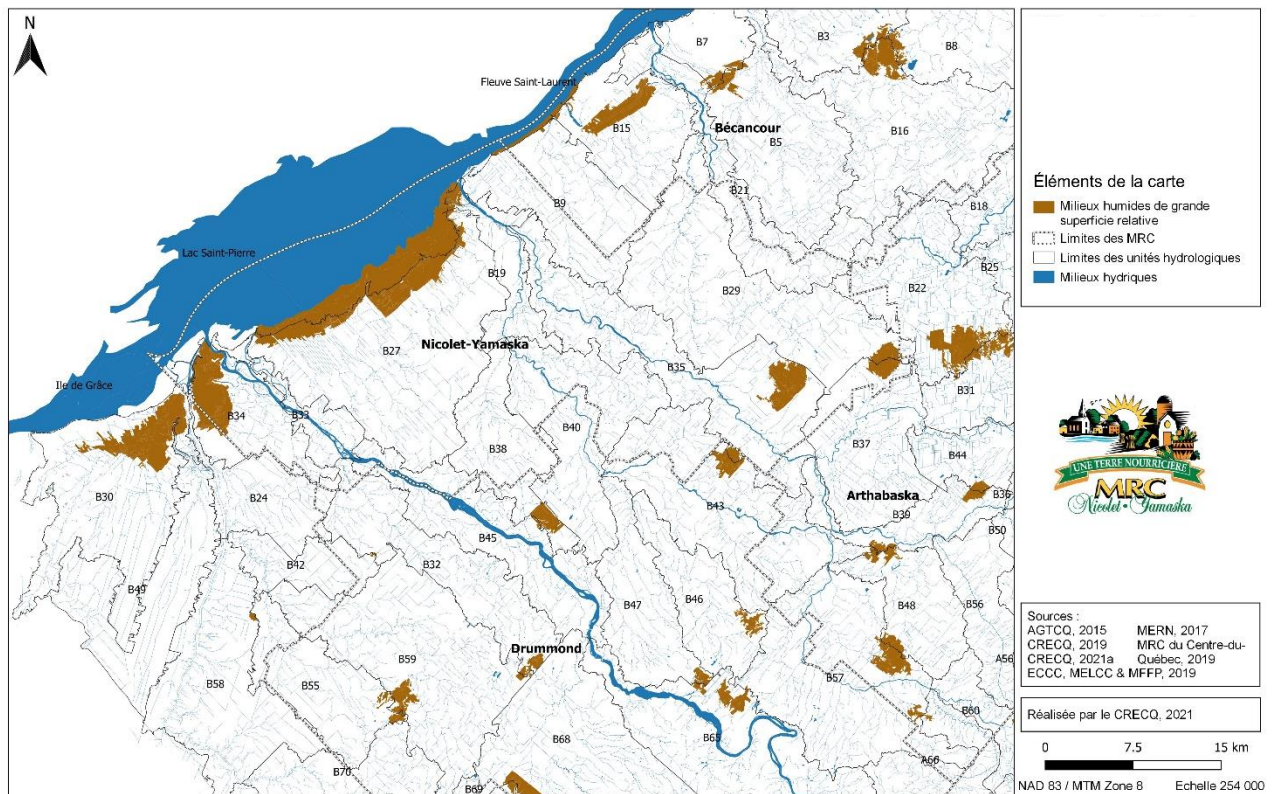 N
B7
B3
B8
Fleuve Saint-Laurent
B15
Bécancour
B5
B16
B21
B18
B9
Lac Saint-Pierre
B19
B25
B29
B22
Nicolet-Yamaska
B27
B35
B31
Ile de Grâce
B34
B33
B40
B38
B37
B44
Arthabaska
B36
B30
B24
B43
B39
B50
B45
B42
B32
B49
B47
B46
B48
B56
Drummond
B59
A56
B58
B55
B57
B60
B68
B65
A66
B70
B69
Éléments de la carte
Milieux humides de grande
superficie relative
Limites des MRC
Limites des unités hydrologiques
Milieux hydriques
UNE TERRE NOURRICIÈRE
MRC
Nicolet • Yamaska
Sources :
AGTCQ, 2015 MERN, 2017
CRECQ, 2019 MRC du Centre-du-
CRECQ, 2021a Québec, 2019
ECCC, MELCC & MFFP, 2019
Réalisée par le CRECQ, 2021
0 7.5 15 km
NAD 83 / MTM Zone 8 Echelle 254 000